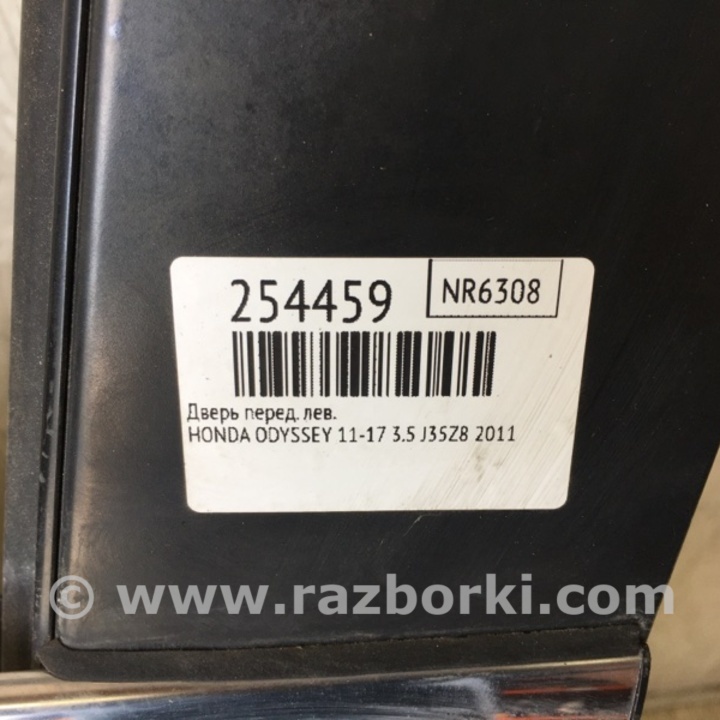 254459
NR6308
Дверь перед. лев.
HONDA ODYSSEY 11-17 3.5 J35Z8 2011
© www.razborki.com